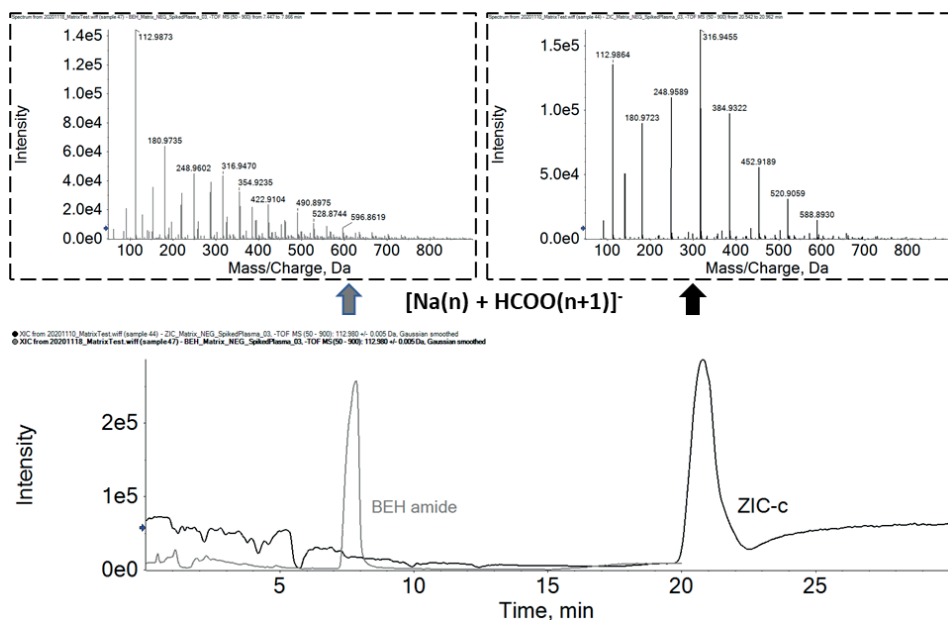 Spectrum from 20201118_MatrixTest.wiff (sample 47) - BEH_Matrix_NEG_SpikedPlasma_03, -TOF MS (50 - 900) from 7.447 to 7.866 min
1.4e5
1.2e5
1.0e5
8.0e4
6.0e4
4.0e4
2.0e4
0.0e0
Intensity
112.9873
180.9735
248.9602
316.9470
354.9235
422.9104
490.8975
528.8744
596.8619
100 200 300 400 500 600 700 800
Mass/Charge, Da
Spectrum from 20201110_MatrixTest.wiff (sample 44) - ZIC_Matrix_NEG_SpikedPlasma_03, -TOF MS (50 - 900) from 20.542 to 20.962 min
1.5e5
1.0e5
5.0e4
0.0e0
Intensity
112.9864
180.9723
248.9589
316.9455
384.9322
452.9189
520.9059
588.8930
100 200 300 400 500 600 700 800
Mass/Charge, Da
[Na(n) + HCOO(n+1)]-
XIC from 20201110_MatrixTest.wiff (sample 44) - ZIC_Matrix_NEG_SpikedPlasma_03, -TOF MS (50 - 900): 112.980 +/- 0.005 Da, Gaussian smoothed
XIC from 20201118_MatrixTest.wiff (sample 47) - BEH_Matrix_NEG_SpikedPlasma_03, -TOF MS (50 - 900): 112.980 +/- 0.005 Da, Gaussian smoothed
2e5
1e5
0e0
Intensity
BEH amide
ZIC-c
5 10 15 20 25
Time, min